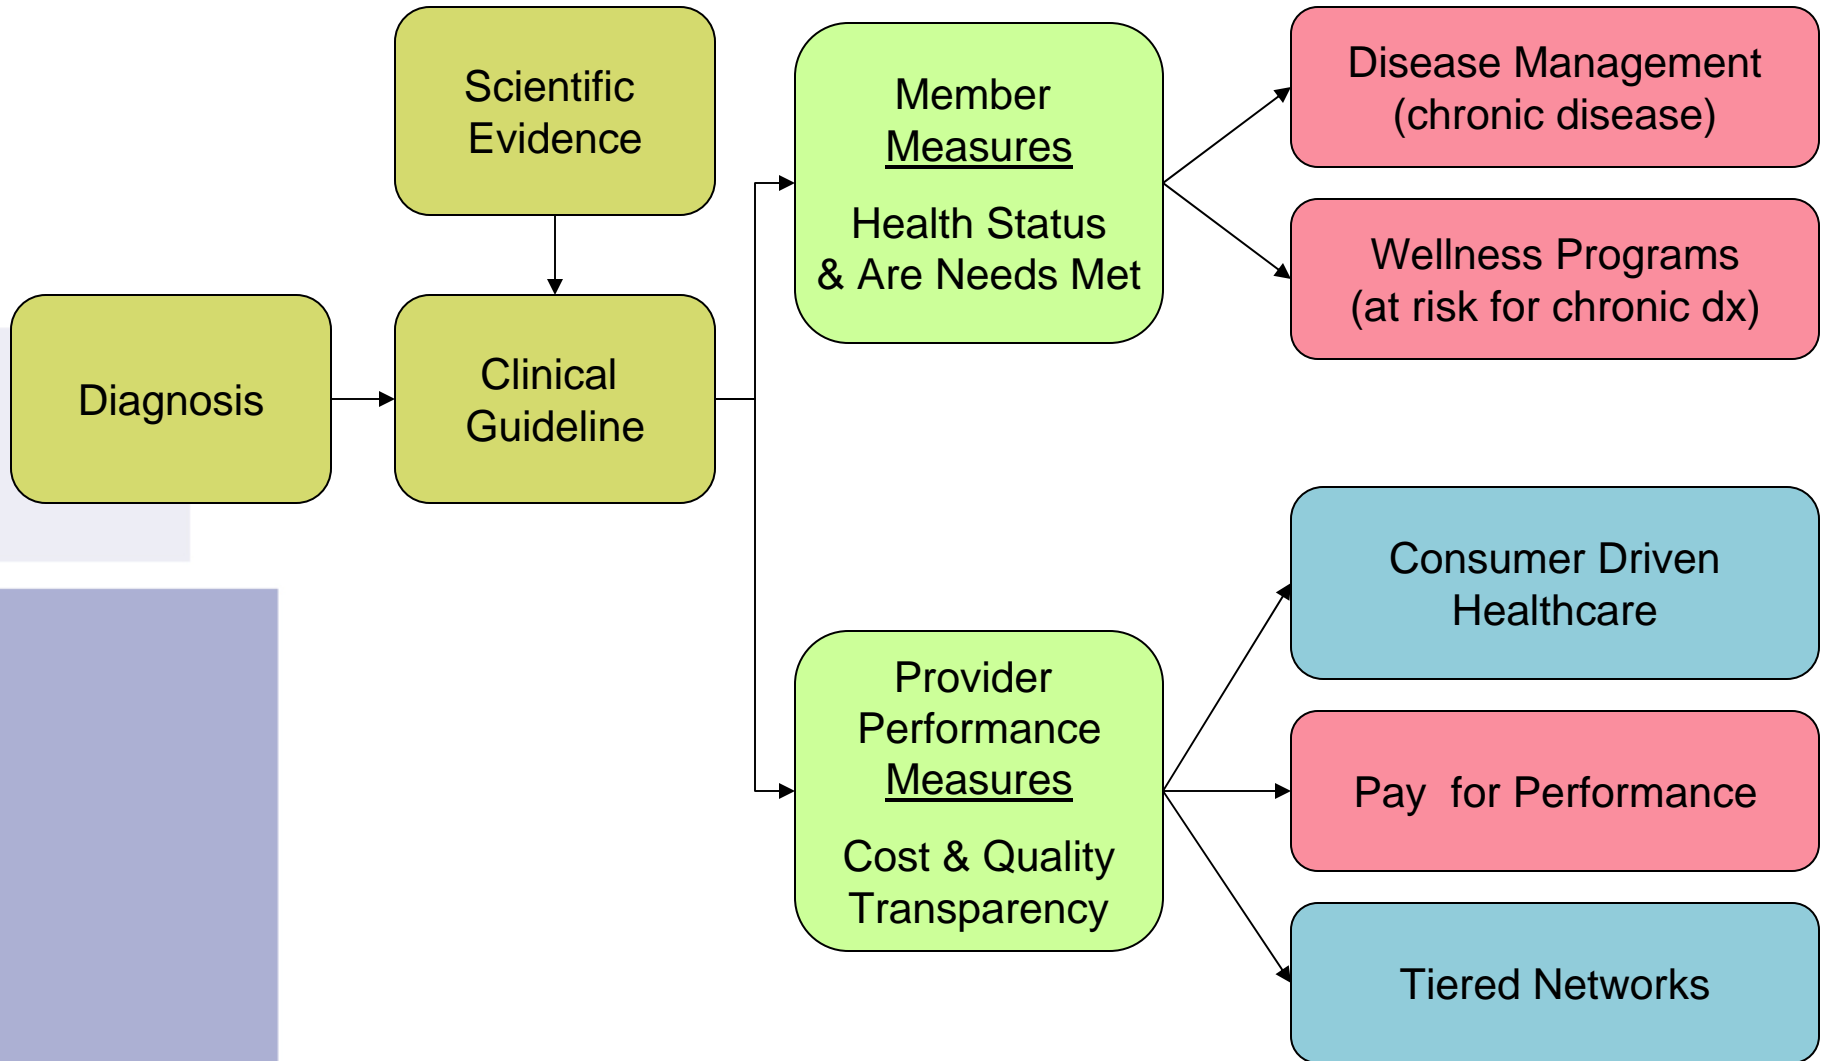 Scientific
Evidence
Diagnosis
Clinical
Guideline
Member
Measures
Health Status
& Are Needs Met
Disease Management
(chronic disease)
Wellness Programs
(at risk for chronic dx)
Provider
Performance
Measures
Cost & Quality
Transparency
Consumer Driven
Healthcare
Pay  for Performance
Tiered Networks